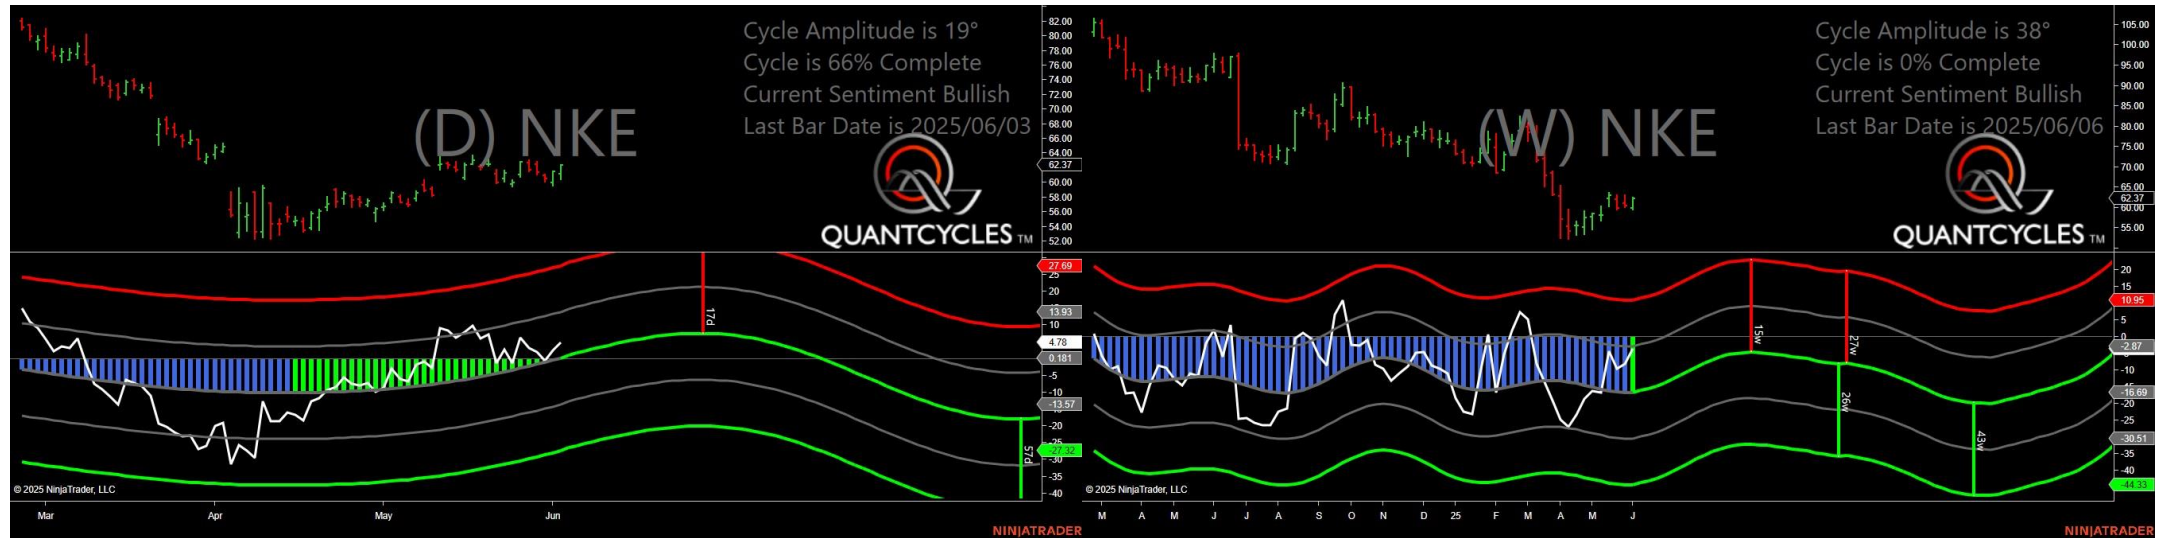 Cycle Amplitude is 19°
Cycle is 66% Complete
Current Sentiment Bullish
Last Bar Date is 2025/06/03
(D) NKE
QUANTCYCLES TM
82.00
80.00
78.00
76.00
74.00
72.00
70.00
68.00
66.00
64.00
62.37
60.00
58.00
56.00
54.00
52.00
27.69
25
20
13.93
10
4.78
0.181
-5
-10
-13.57
-20
-27.32
-30
-35
-40
17d
57d
© 2025 NinjaTrader, LLC
Mar Apr May Jun
NINJATRADER
Cycle Amplitude is 38°
Cycle is 0% Complete
Current Sentiment Bullish
Last Bar Date is 2025/06/06
(W) NKE
QUANTCYCLES TM
105.00
100.00
95.00
90.00
85.00
80.00
75.00
70.00
65.00
62.37
60.00
55.00
20
15
10.95
5
0
-2.87
-10
-16.69
-20
-25
-30.51
-35
-40
-44.33
15w
27w
26w
43w
© 2025 NinjaTrader, LLC
M A M J J A S O N D 25 F M A M J
NINJATRADER